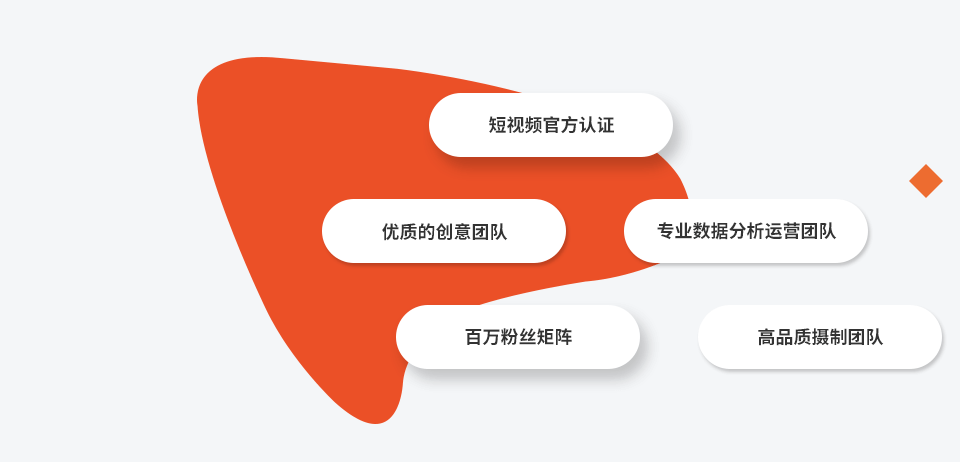 短视频官方认证
优质的创意团队
专业数据分析运营团队
百万粉丝矩阵
高品质摄制团队